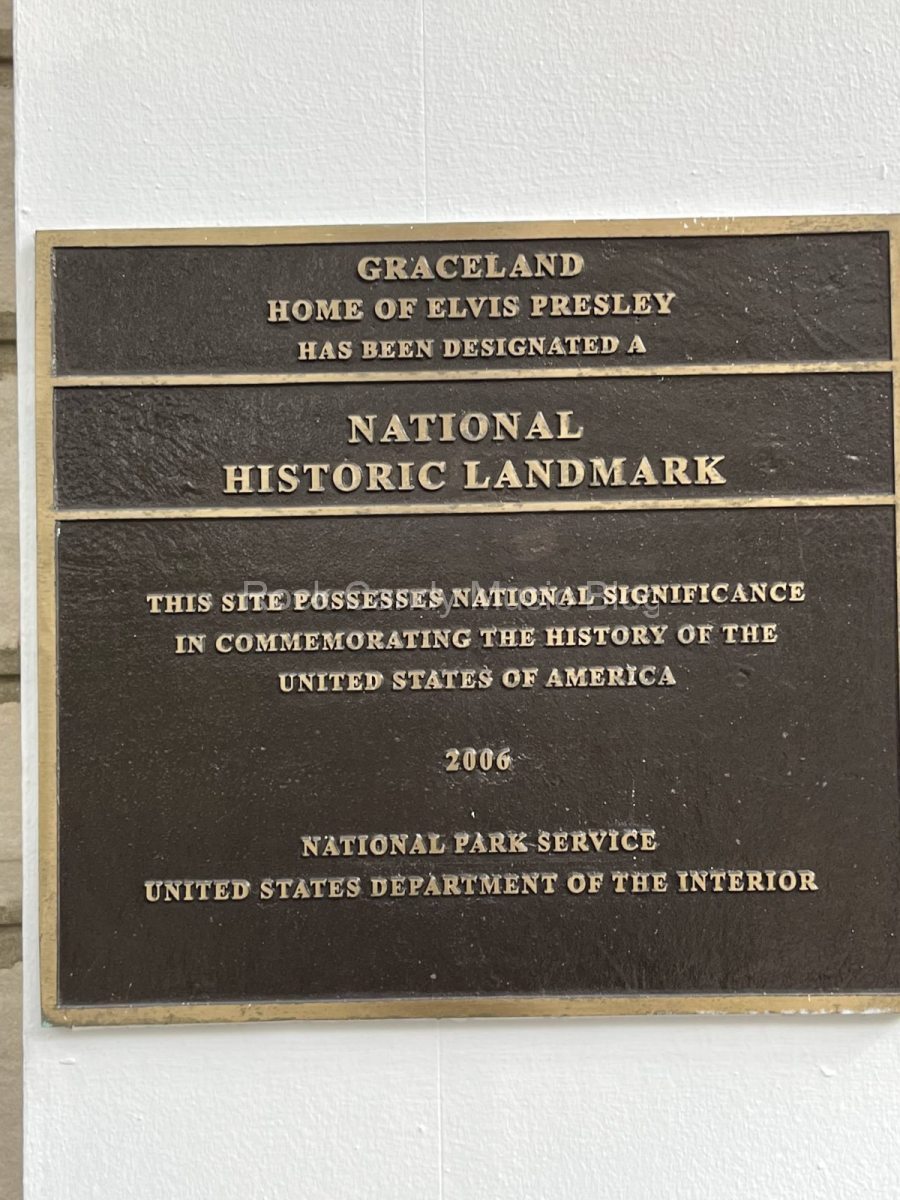 GRACELAND
HOME OF ELVIS PRESLEY
HAS BEEN DESIGNATED A
NATIONAL
HISTORIC LANDMARK
THIS SITE POSSESSES NATIONAL SIGNIFICANCE
IN COMMEMORATING THE HISTORY OF THE
UNITED STATES OF AMERICA
2006
NATIONAL PARK SERVICE
UNITED STATES DEPARTMENT OF THE INTERIOR
Blog